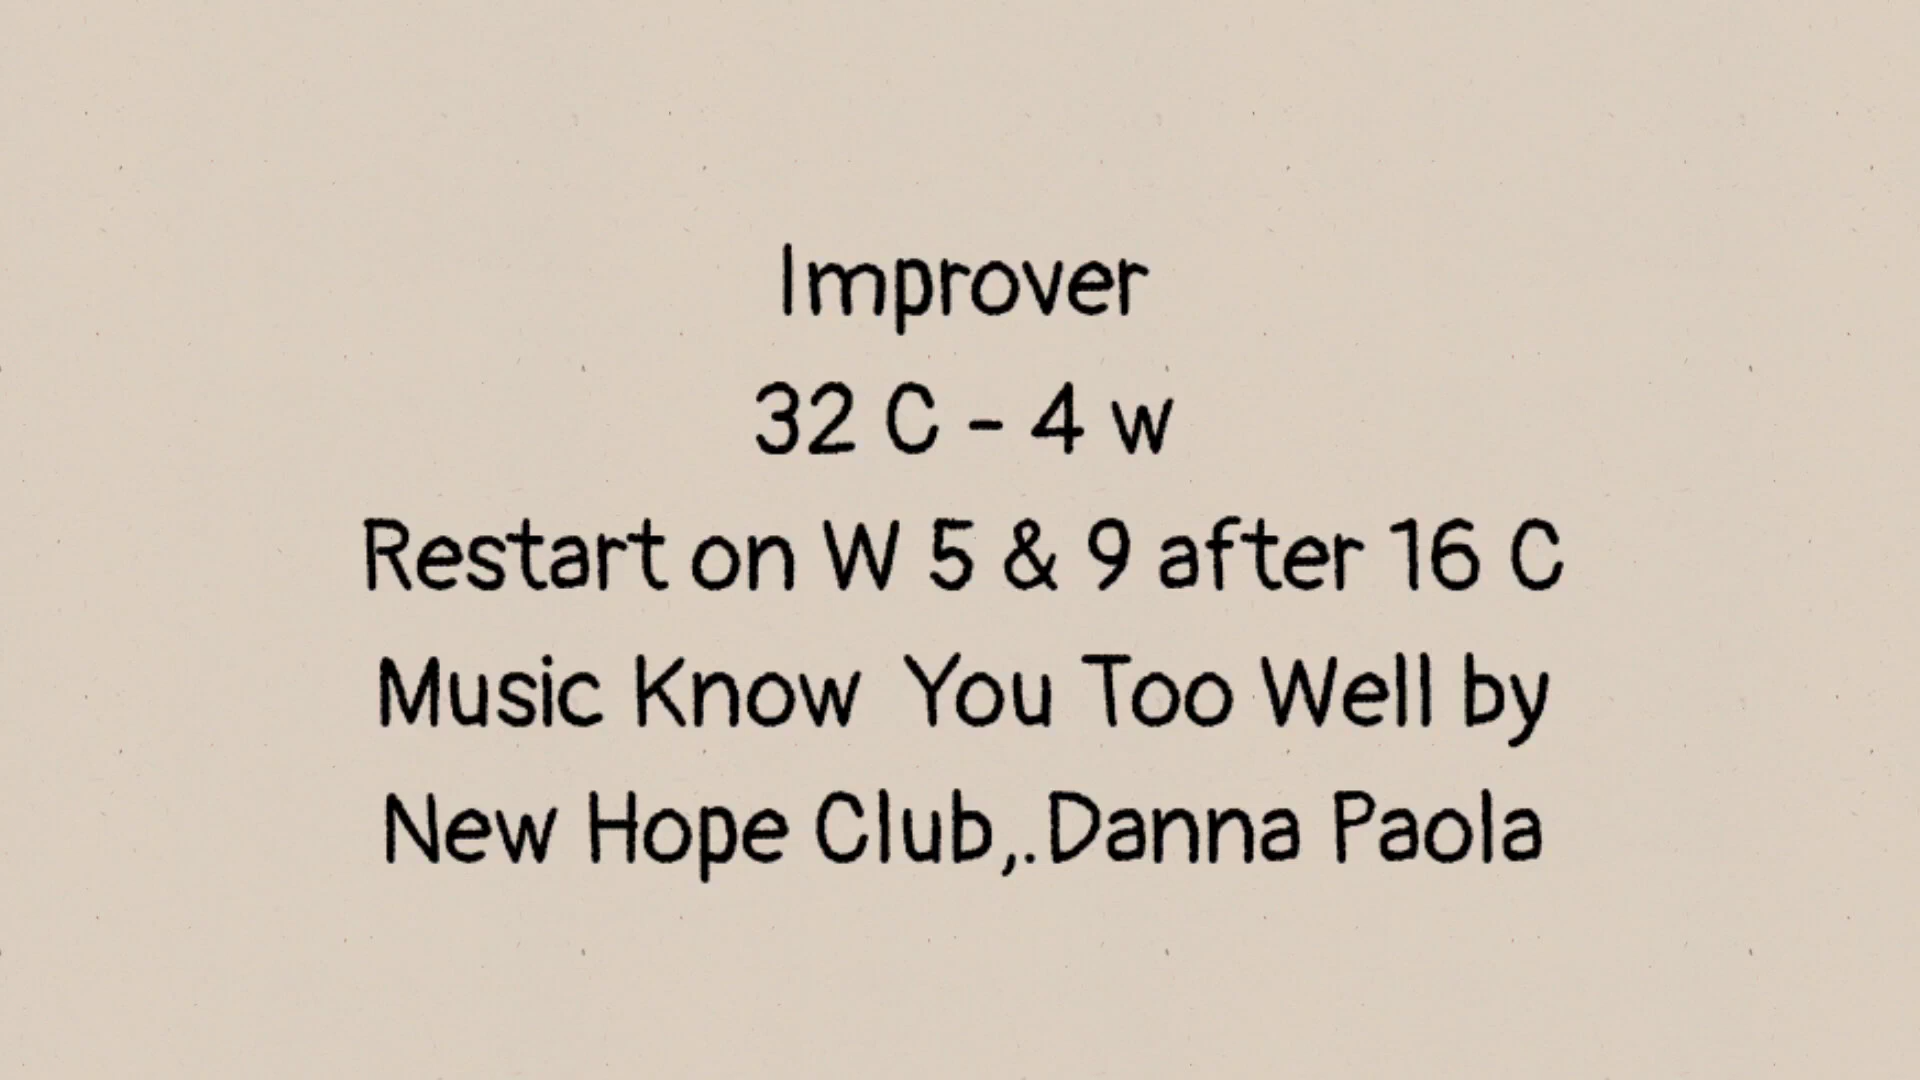 Improver
32 C - 4 w
Restart on W 5 & 9 after 16 C
Music Know  You Too Well by
New Hope Club,.Danna Paola